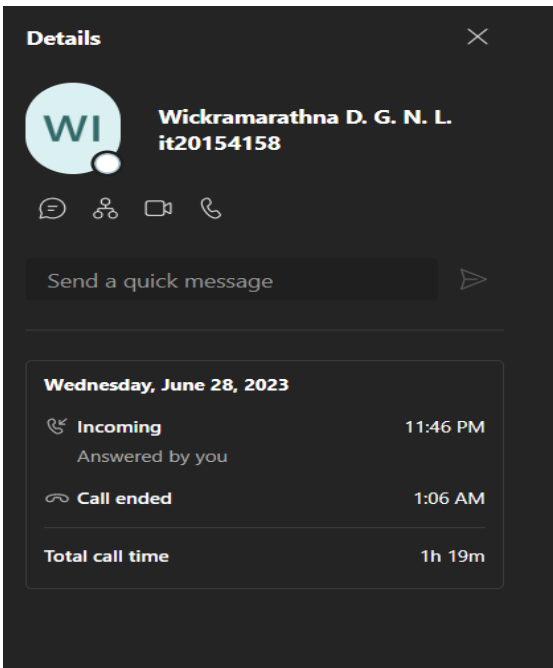 Details
WI
Wickramarathna D. G. N. L.
it20154158
Send a quick message
Wednesday, June 28, 2023
Incoming 11:46 PM
Answered by you
Call ended 1:06 AM
Total call time 1h 19m